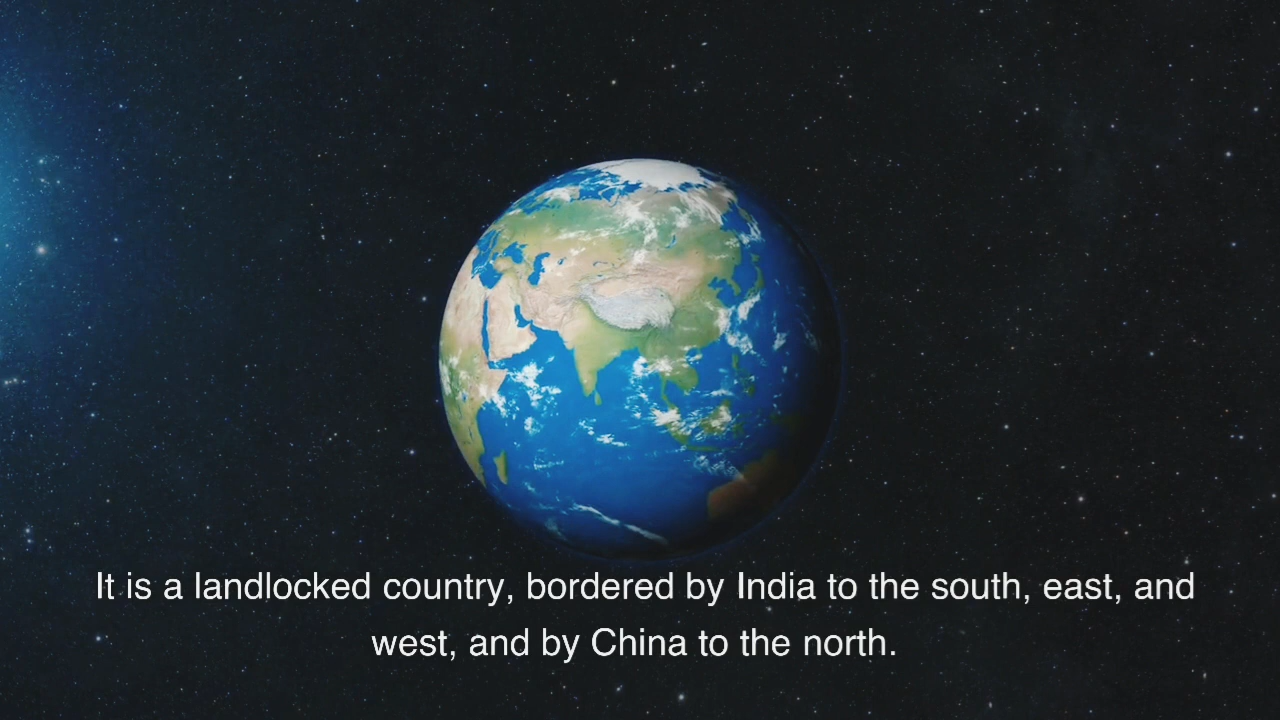 It is a landlocked country, bordered by India to the south, east, and
west, and by China to the north.